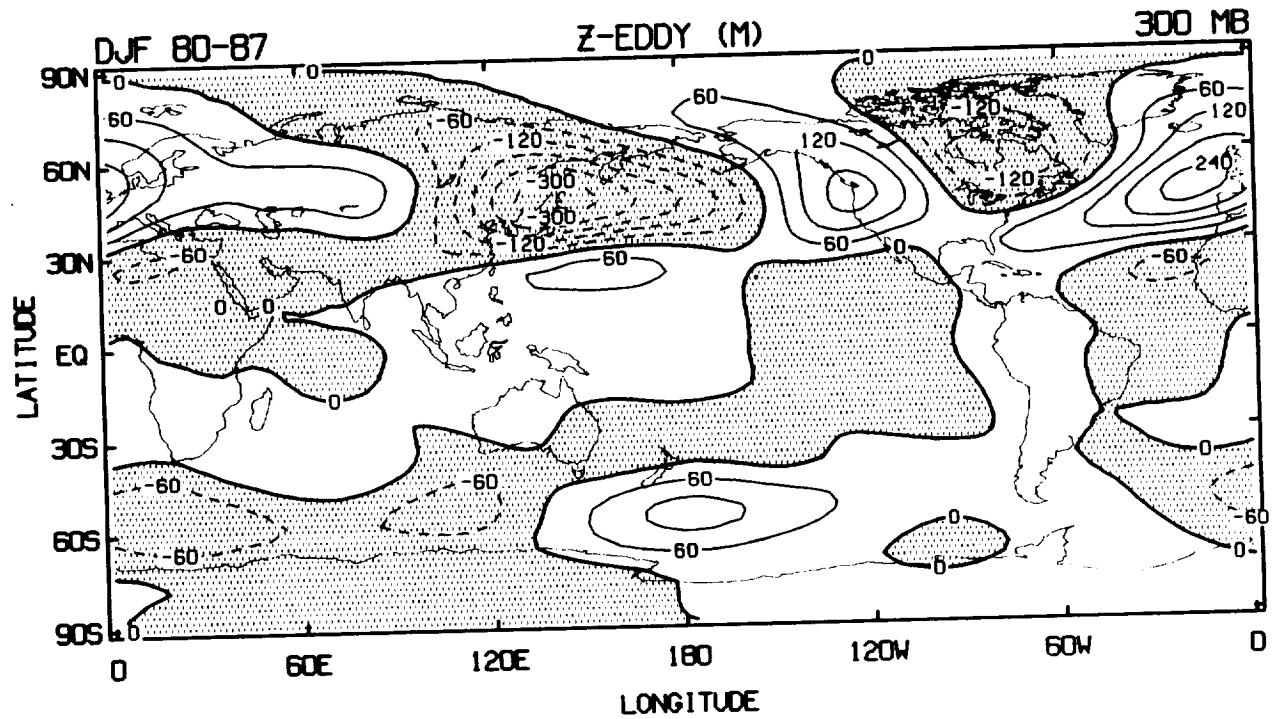 DJF 80-87 Z-EDDY (M) 300 MB
90N 0 0 0
60 60 60
-60 -120 120
-120 120
60N -300 -120 240
-300
-120 60 60
-60 60 -60
30N
0 0
EQ
0
30S 0
-60 -60 60
0 -60
60S -60 60 0 0
90S 0
0 60E 120E 180 120W 60W 0
LATITUDE
LONGITUDE